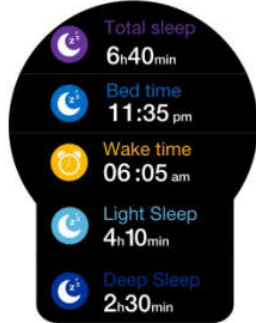 Total sleep
6h40min
Bed time
11:35 pm
Wake time
06:05 am
Light Sleep
4h10min
Deep Sleep
2h30min